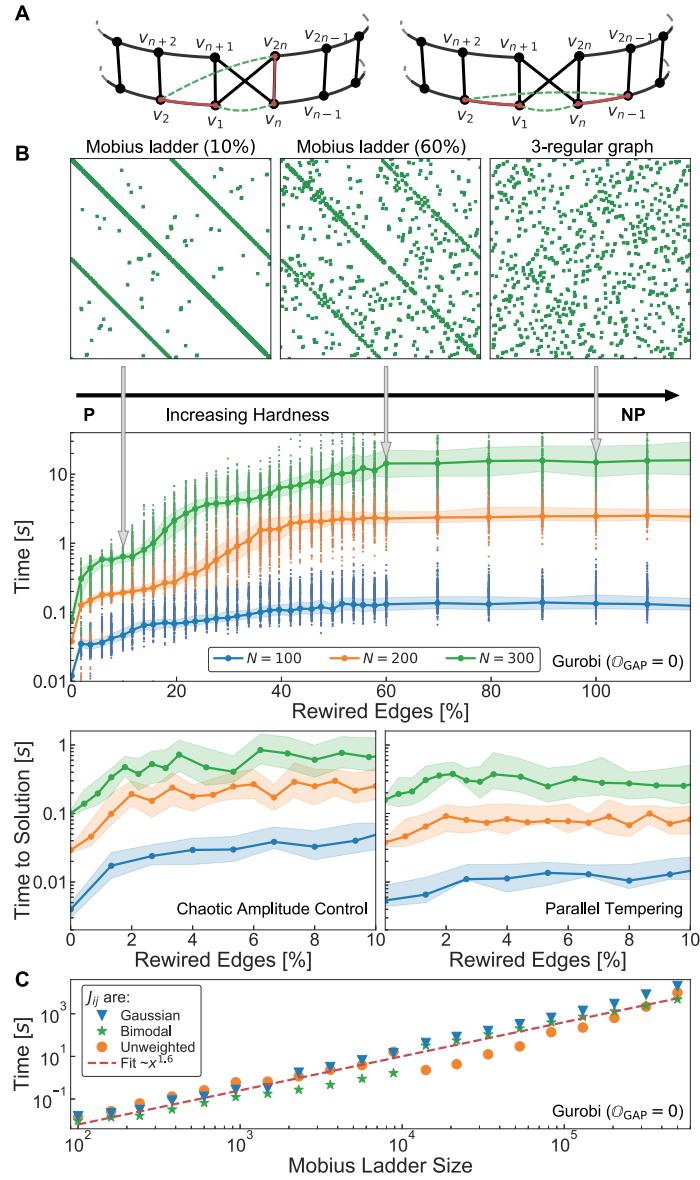 A
v_{n+2} v_{n+1} v_{2n} v_{2n−1}
v_2 v_1 v_n v_{n−1}
v_{n+2} v_{n+1} v_{2n} v_{2n−1}
v_2 v_1 v_n v_{n−1}
B
Mobius ladder (10%)
Mobius ladder (60%)
3-regular graph
P
Increasing Hardness
NP
Time [s]
10
1
0.1
0.01
N = 100
N = 200
N = 300
Gurobi (𝕆_{GAP} = 0)
0 20 40 60 80 100
Rewired Edges [%]
Time to Solution [s]
1
0.1
0.01
Chaotic Amplitude Control
0 2 4 6 8 10
Rewired Edges [%]
Parallel Tempering
2 4 6 8 10
Rewired Edges [%]
C
Time [s]
10^3
10^1
10^{−1}
J_{ij} are:
Gaussian
Bimodal
Unweighted
Fit ~x^{1.6}
Gurobi (𝕆_{GAP} = 0)
10^2 10^3 10^4 10^5
Mobius Ladder Size